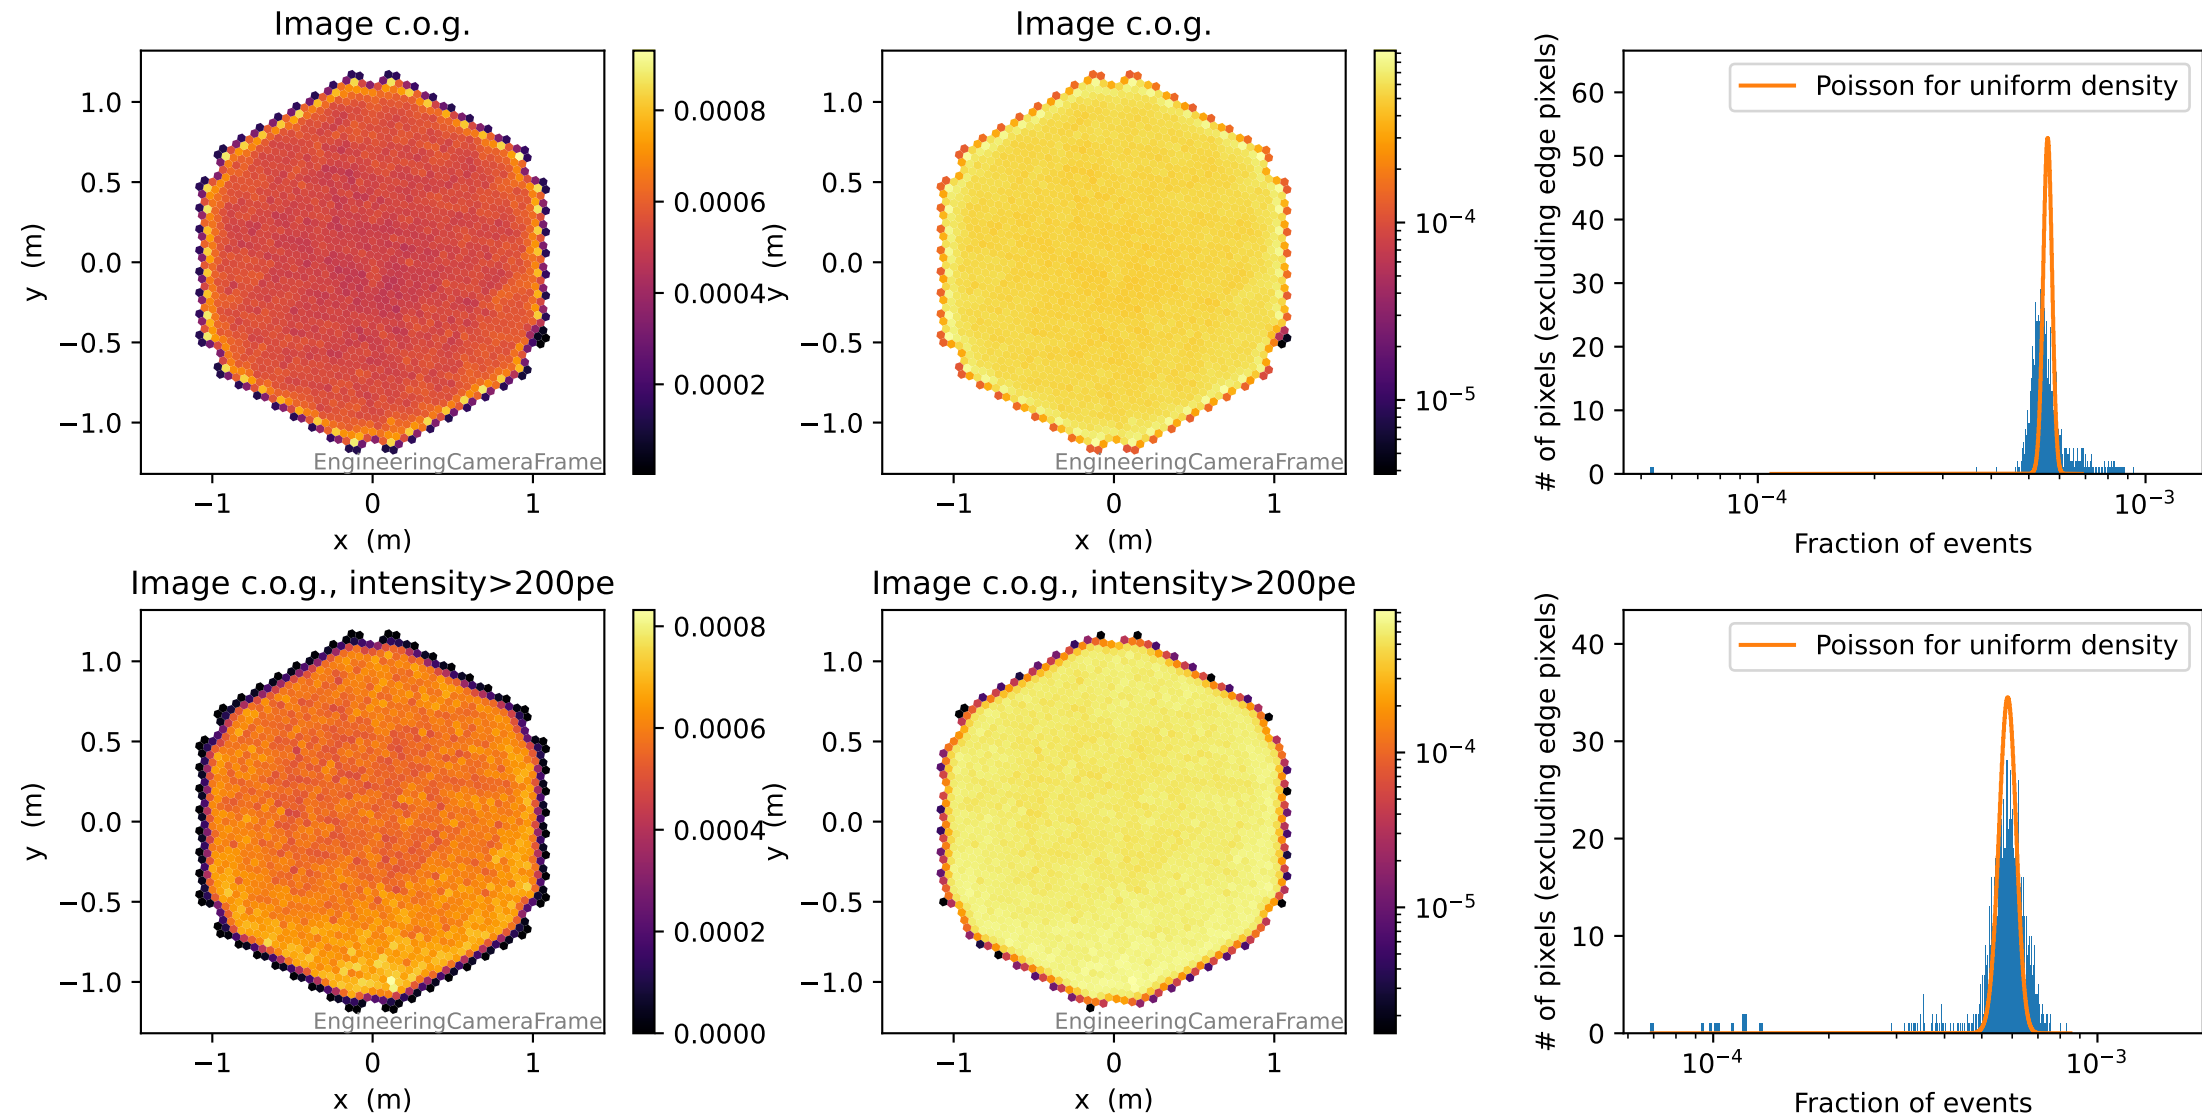 Image c.o.g.
1.0
0.5
0.0
−0.5
−1.0
y (m)
−1
0
1
x (m)
EngineeringCameraFrame
0.0008
0.0006
0.0004
0.0002
Image c.o.g.
1.0
0.5
0.0
−0.5
−1.0
y (m)
−1
0
1
x (m)
EngineeringCameraFrame
10⁻⁴
10⁻⁵
Poisson for uniform density
60
50
40
30
20
10
0
# of pixels (excluding edge pixels)
10⁻⁴
10⁻³
Fraction of events
Image c.o.g., intensity>200pe
1.0
0.5
0.0
−0.5
−1.0
y (m)
−1
0
1
x (m)
EngineeringCameraFrame
0.0008
0.0006
0.0004
0.0002
0.0000
Image c.o.g., intensity>200pe
1.0
0.5
0.0
−0.5
−1.0
y (m)
−1
0
1
x (m)
EngineeringCameraFrame
10⁻⁴
10⁻⁵
Poisson for uniform density
40
30
20
10
0
# of pixels (excluding edge pixels)
10⁻⁴
10⁻³
Fraction of events